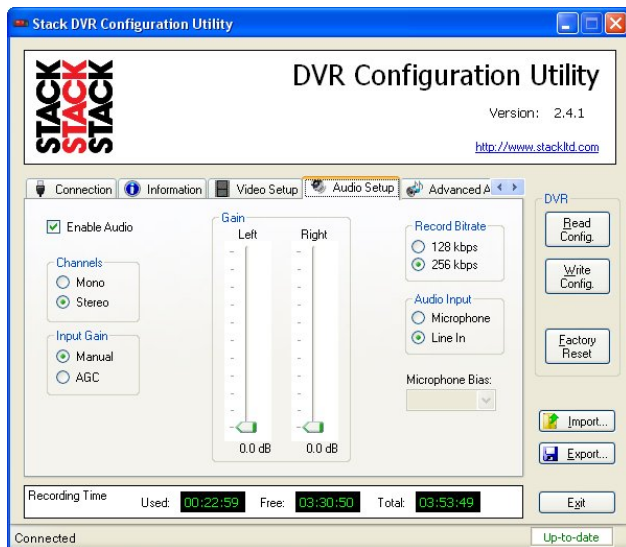 Stack DVR Configuration Utility
STACK
STACK
STACK
DVR Configuration Utility
Version: 2.4.1
http://www.stackltd.com
Connection
Information
Video Setup
Audio Setup
Advanced A
Enable Audio
Channels
Mono
Stereo
Input Gain
Manual
AGC
Gain
Left
Right
0.0 dB
0.0 dB
Record Bitrate
128 kbps
256 kbps
Audio Input
Microphone
Line In
Microphone Bias:
DVR
Read Config.
Write Config.
Factory Reset
Import...
Export...
Exit
Recording Time
Used: 00:22:59 Free: 03:30:50 Total: 03:53:49
Connected
Up-to-date